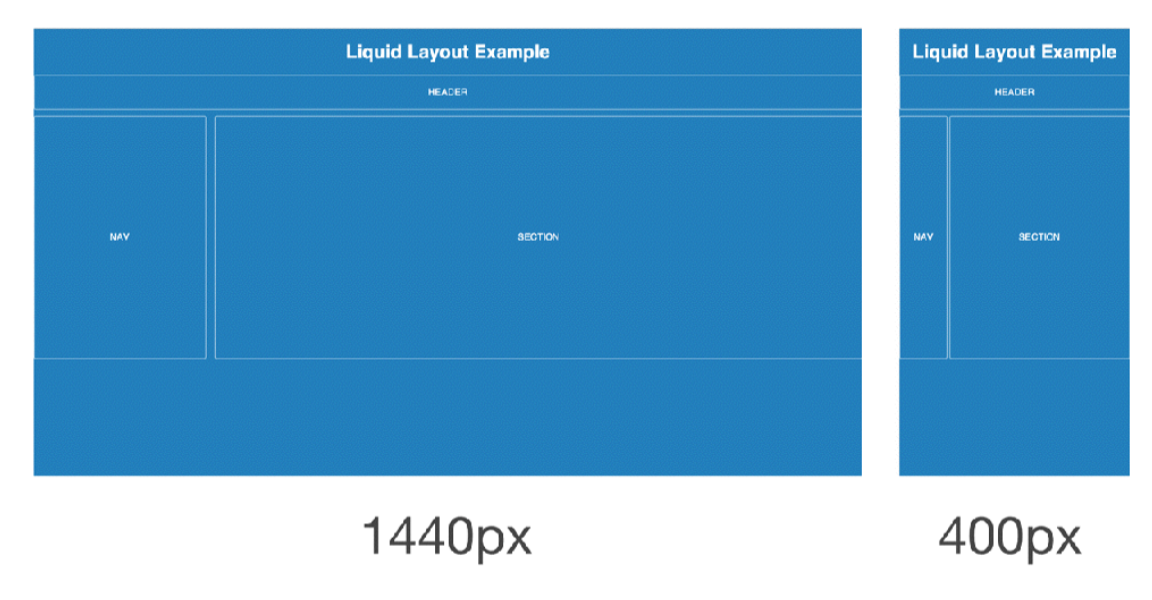 Liquid Layout Example
HEADER
NAV
SECTION
1440px
Liquid Layout Example
HEADER
NAV
SECTION
400px